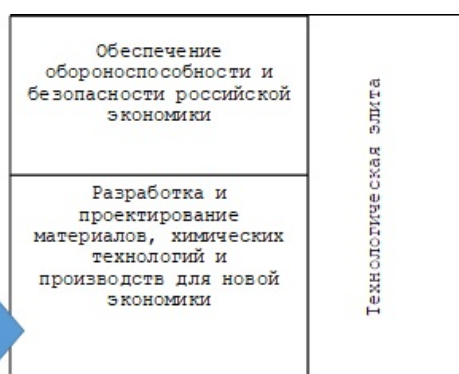 Обеспечение
обороноспособности и
безопасности российской
экономики
Разработка и
проектирование
материалов, химических
технологий и
производств для новой
экономики
Технологическая элита